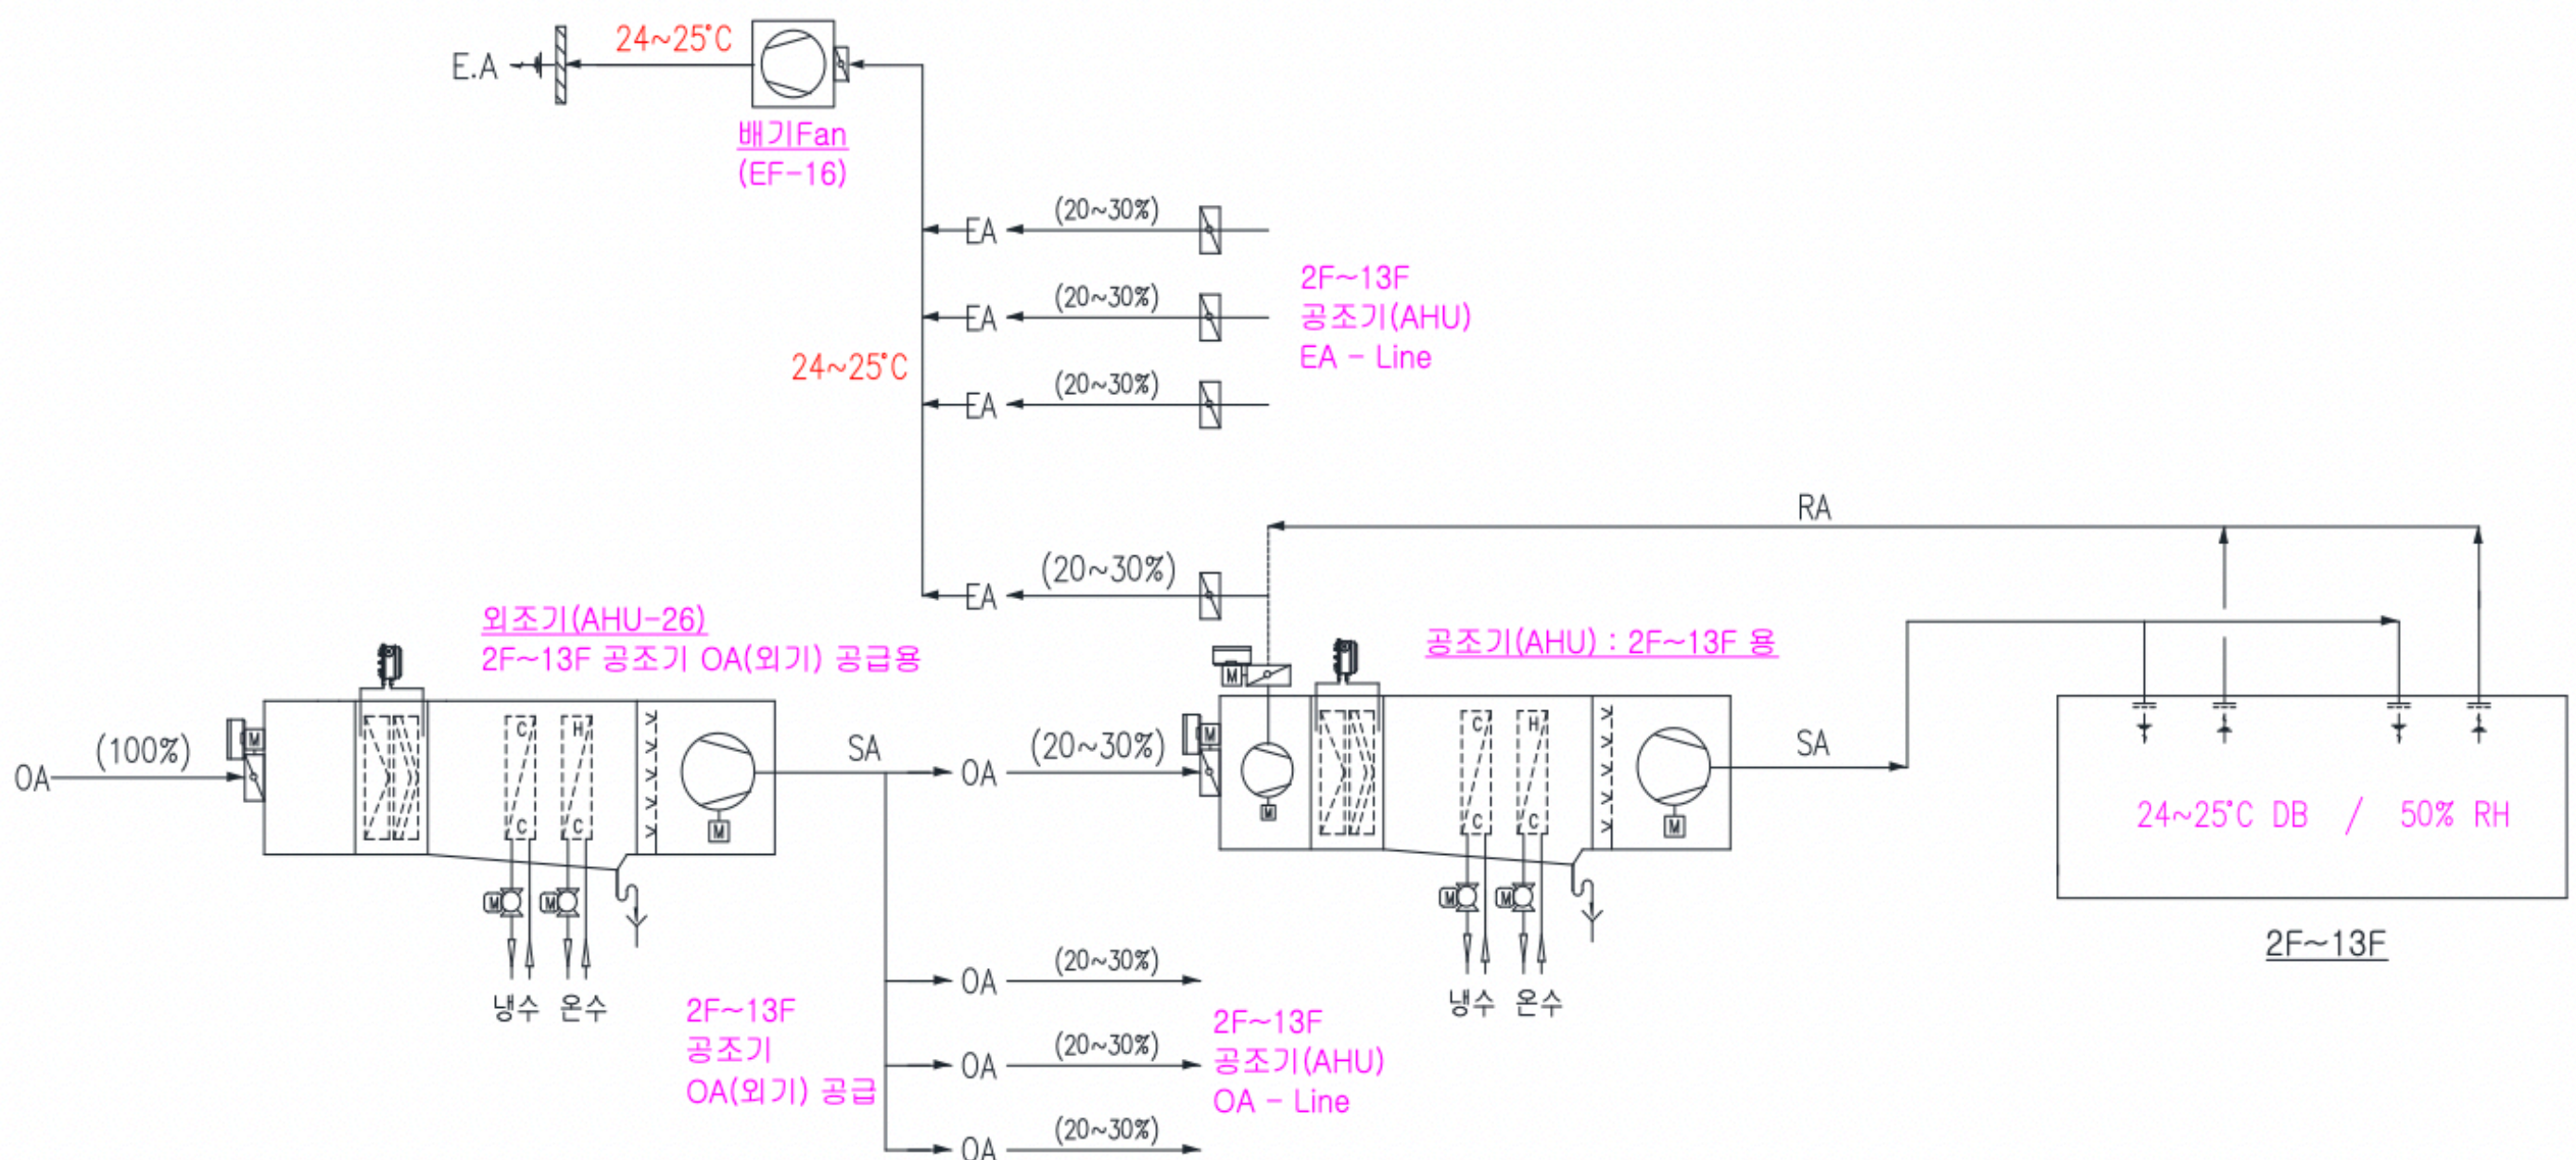 E.A
24~25°C
배기Fan
(EF-16)
EA
(20~30%)
EA
(20~30%)
EA
(20~30%)
2F~13F
공조기(AHU)
EA - Line
24~25°C
RA
EA
(20~30%)
외조기(AHU-26)
2F~13F 공조기 OA(외기) 공급용
공조기(AHU) : 2F~13F 용
OA
(100%)
M
C
C
H
C
M
SA
M
M
냉수
온수
OA
(20~30%)
M
M
M
C
C
H
C
M
SA
M
M
냉수
온수
24~25°C DB / 50% RH
2F~13F
2F~13F
공조기
OA(외기) 공급
OA
(20~30%)
OA
(20~30%)
OA
(20~30%)
2F~13F
공조기(AHU)
OA - Line